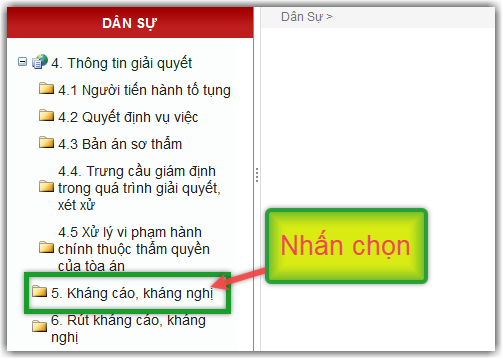 DÂN SỰ
Dân Sự >
4. Thông tin giải quyết
4.1 Người tiến hành tố tụng
4.2 Quyết định vụ việc
4.3 Bản án sơ thẩm
4.4. Trưng cầu giám định
trong quá trình giải quyết,
xét xử
4.5 Xử lý vi phạm hành
chính thuộc thẩm quyền
của tòa án
5. Kháng cáo, kháng nghị
6. Rút kháng cáo, kháng
nghị
Nhấn chọn